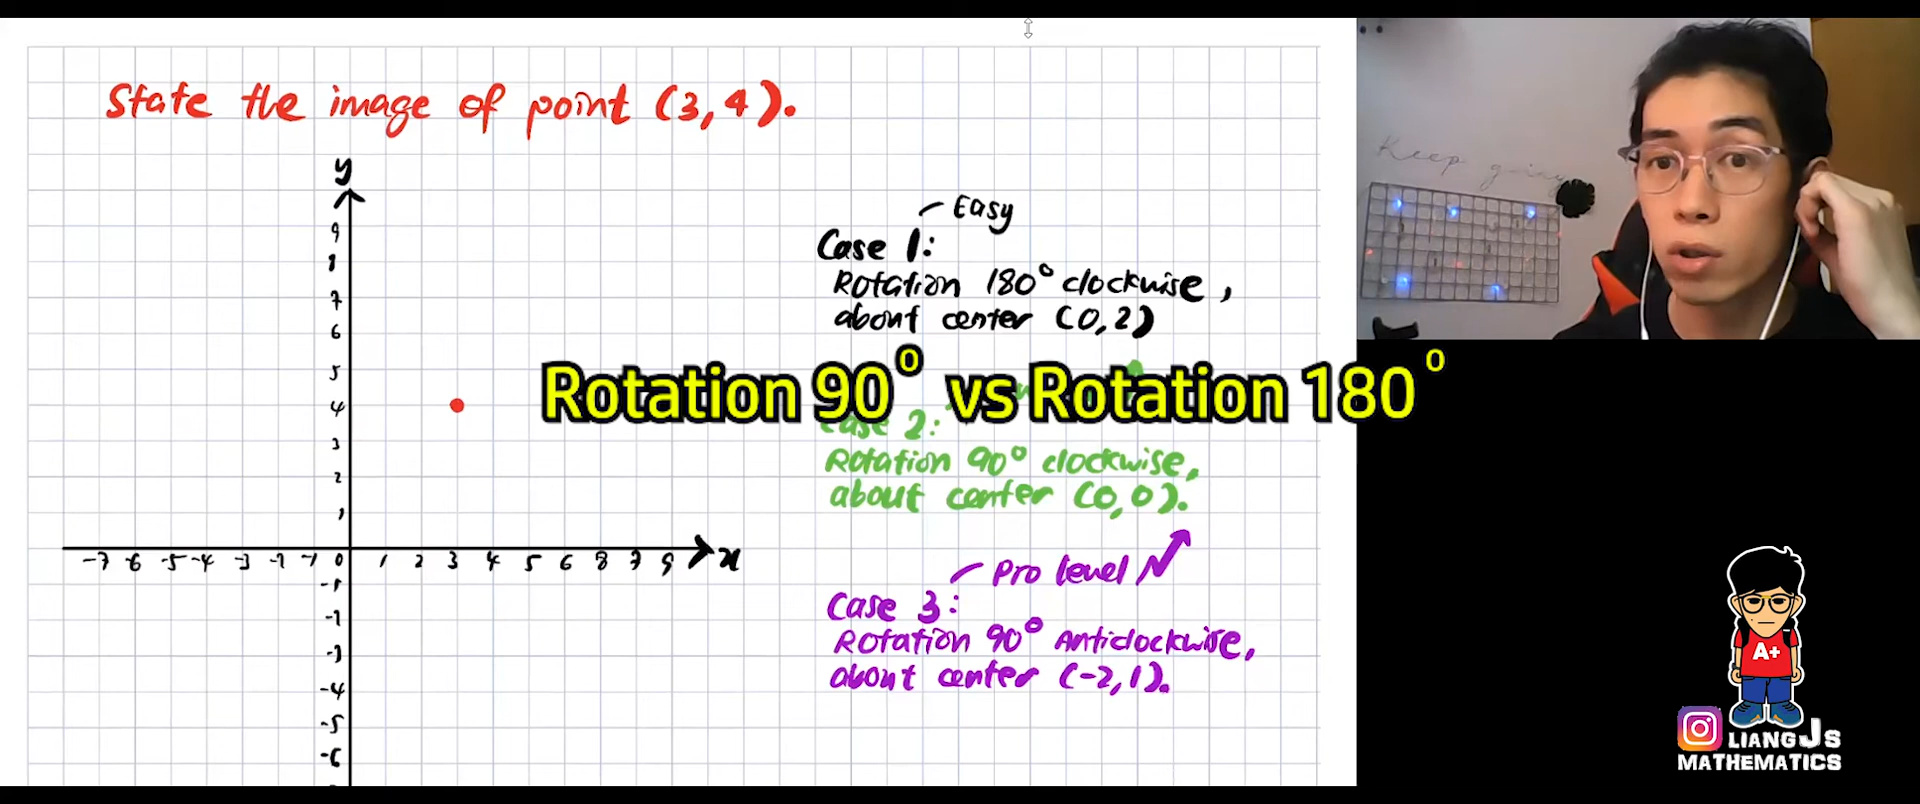 State the image of point (3,4).
y
9
8
7
6
5
4
3
2
1
-7 -6 -5 -4 -3 -2 -1 0 1 2 3 4 5 6 8 7 9 x
-1
-2
-3
-4
-5
-6
Easy
Case 1:
Rotation 180° clockwise,
about center (0,2)
Rotation 90° vs Rotation 180°
Case 2:
Rotation 90° clockwise,
about center (0,0).
Pro level
Case 3:
Rotation 90° Anticlockwise,
about center (-2,1).
Keep going
A+
LIANGJS
MATHEMATICS